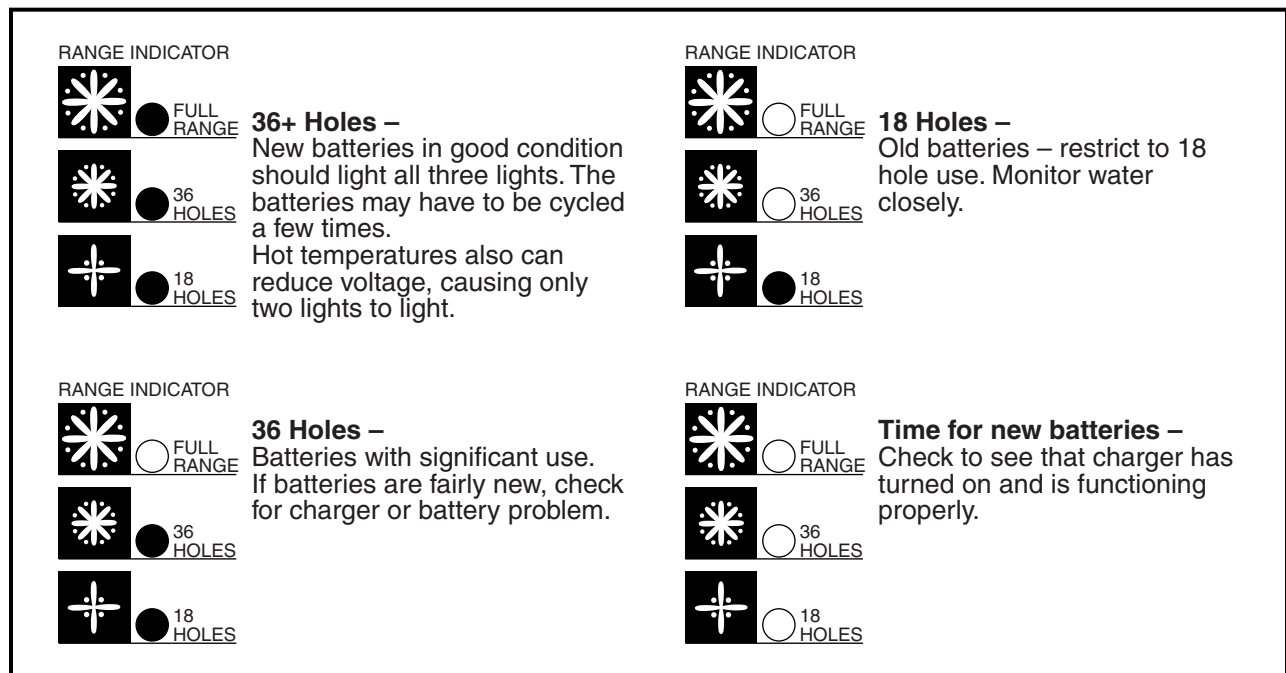 RANGE INDICATOR
FULL
RANGE
36
HOLES
18
HOLES
36+ Holes –
New batteries in good condition
should light all three lights. The
batteries may have to be cycled
a few times.
Hot temperatures also can
reduce voltage, causing only
two lights to light.
RANGE INDICATOR
FULL
RANGE
36
HOLES
18
HOLES
18 Holes –
Old batteries – restrict to 18
hole use. Monitor water
closely.
RANGE INDICATOR
FULL
RANGE
36
HOLES
18
HOLES
36 Holes –
Batteries with significant use.
If batteries are fairly new, check
for charger or battery problem.
RANGE INDICATOR
FULL
RANGE
36
HOLES
18
HOLES
Time for new batteries –
Check to see that charger has
turned on and is functioning
properly.